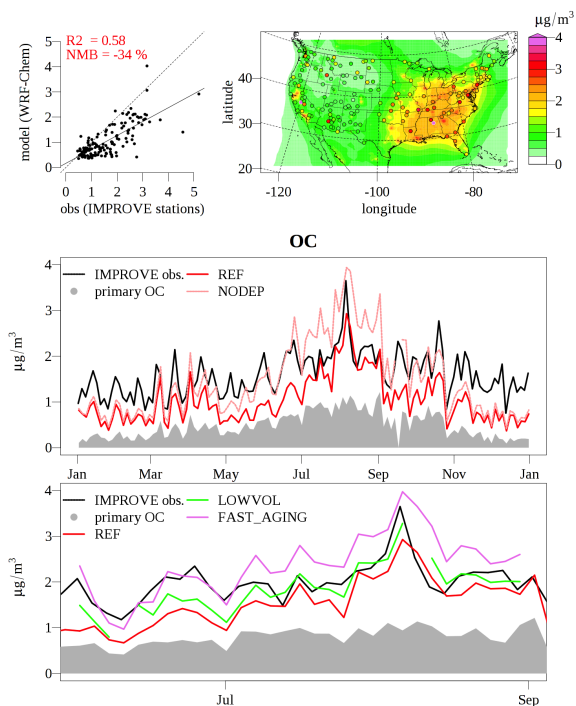 µg/m³
R2 = 0.58
NMB = -34 %
model (WRF-Chem)
0 1 2 3 4 5
0 1 2 3 4 5
obs (IMPROVE stations)
latitude
40
30
20
-120 -100 -80
longitude
4
3
2
1
0
OC
IMPROVE obs.
primary OC
REF
NODEP
µg/m³
4
3
2
1
0
Jan Mar May Jul Sep Nov Jan
IMPROVE obs.
primary OC
REF
LOWVOL
FAST_AGING
µg/m³
4
3
2
1
0
Jul Sep